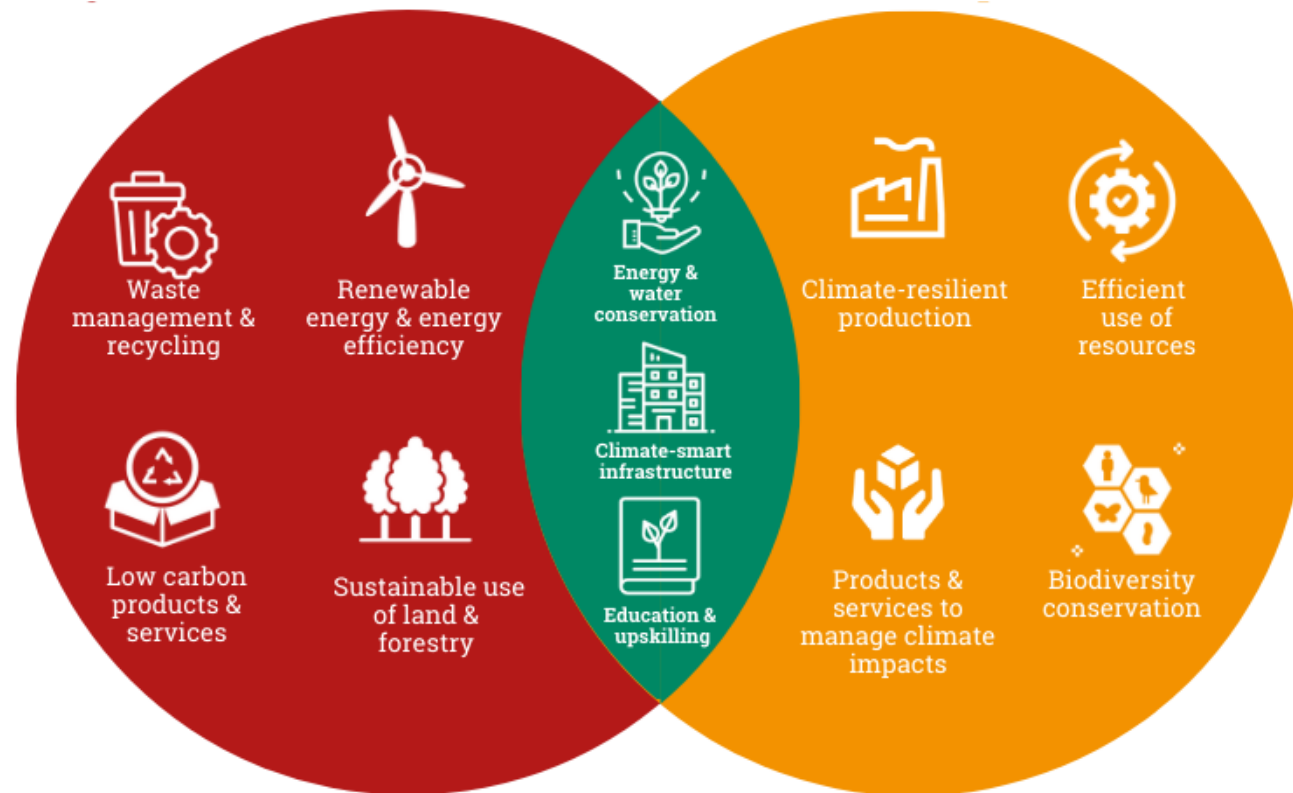 Waste
management &
recycling
Renewable
energy & energy
efficiency
Low carbon
products &
services
Sustainable use
of land &
forestry
Energy &
water
conservation
Climate-smart
infrastructure
Education &
upskilling
Climate-resilient
production
Efficient
use of
resources
Products &
services to
manage climate
impacts
Biodiversity
conservation